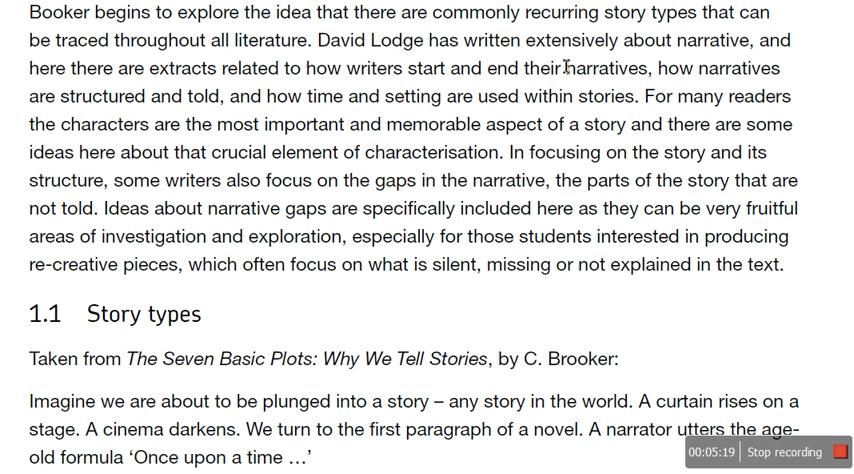 Booker begins to explore the idea that there are commonly recurring story types that can
be traced throughout all literature. David Lodge has written extensively about narrative, and
here there are extracts related to how writers start and end their narratives, how narratives
are structured and told, and how time and setting are used within stories. For many readers
the characters are the most important and memorable aspect of a story and there are some
ideas here about that crucial element of characterisation. In focusing on the story and its
structure, some writers also focus on the gaps in the narrative, the parts of the story that are
not told. Ideas about narrative gaps are specifically included here as they can be very fruitful
areas of investigation and exploration, especially for those students interested in producing
re-creative pieces, which often focus on what is silent, missing or not explained in the text.
1.1 Story types
Taken from The Seven Basic Plots: Why We Tell Stories, by C. Brooker:
Imagine we are about to be plunged into a story – any story in the world. A curtain rises on a
stage. A cinema darkens. We turn to the first paragraph of a novel. A narrator utters the age-
old formula ‘Once upon a time …’
00:05:19 Stop recording